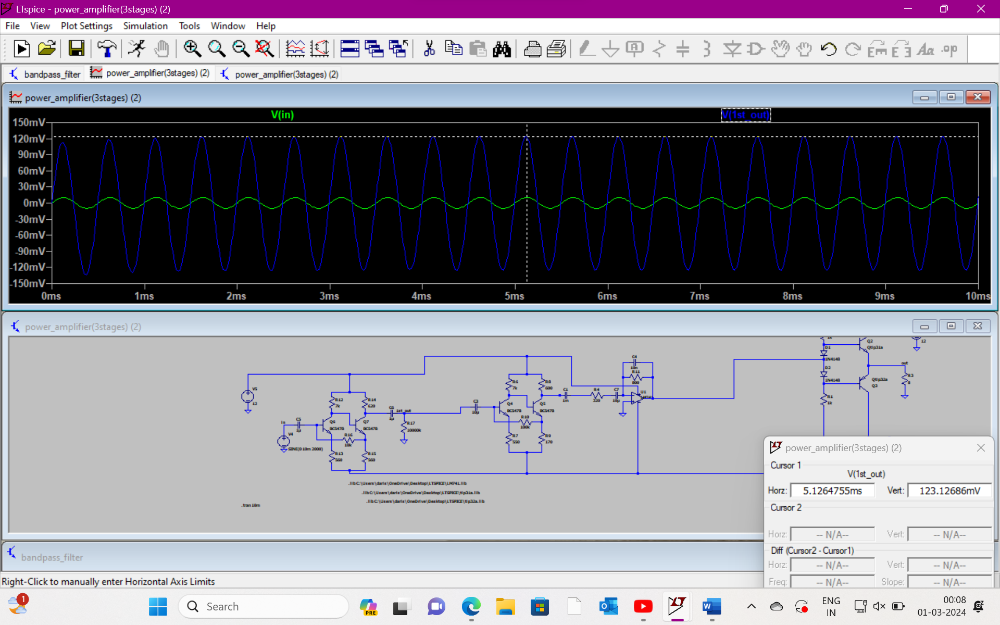 LTspice - power_amplifier(3stages) (2)
File View Plot Settings Simulation Tools Window Help
bandpass_filter power_amplifier(3stages) (2) power_amplifier(3stages) (2)
power_amplifier(3stages) (2)
V(in) V(1st_out)
150mV
120mV
90mV
60mV
30mV
0mV
-30mV
-60mV
-90mV
-120mV
-150mV
0ms 1ms 2ms 3ms 4ms 5ms 6ms 7ms 8ms 9ms 10ms
power_amplifier(3stages) (2)
V5
12
in
C5
1µ
V4
SINE(0 10m 2000)
R12
7k
R14
620
Q6
BC547B
Q7
BC547B
R16
10k
R13
560
R15
560
C6
1µ
1st_out
R17
10000k
C3
10µ
R6
7k
R8
600
Q4
BC547B
Q5
BC547B
R10
100k
R7
550
R9
170
C1
1m
R4
320
C7
10µ
C4
10n
R11
800
U1
D1
1N4148
D2
1N4148
R1
1k
Q2
Qtip31a
Qtip32a
Q3
out
R3
8
12
.lib C:\Users\daris\OneDrive\Desktop\LTSPICE\LM741.lib
.lib C:\Users\daris\OneDrive\Desktop\LTSPICE\tip31a.lib
.lib C:\Users\daris\OneDrive\Desktop\LTSPICE\tip32a.lib
.tran 10m
power_amplifier(3stages) (2)
Cursor 1
V(1st_out)
Horz: 5.1264755ms Vert: 123.12686mV
Cursor 2
Horz: -- N/A-- Vert: -- N/A--
Diff (Cursor2 - Cursor1)
Horz: -- N/A-- Vert: -- N/A--
Freq: -- N/A-- Slope: -- N/A--
bandpass_filter
Right-Click to manually enter Horizontal Axis Limits
1
Search
PRE
ENG
IN
00:08
01-03-2024